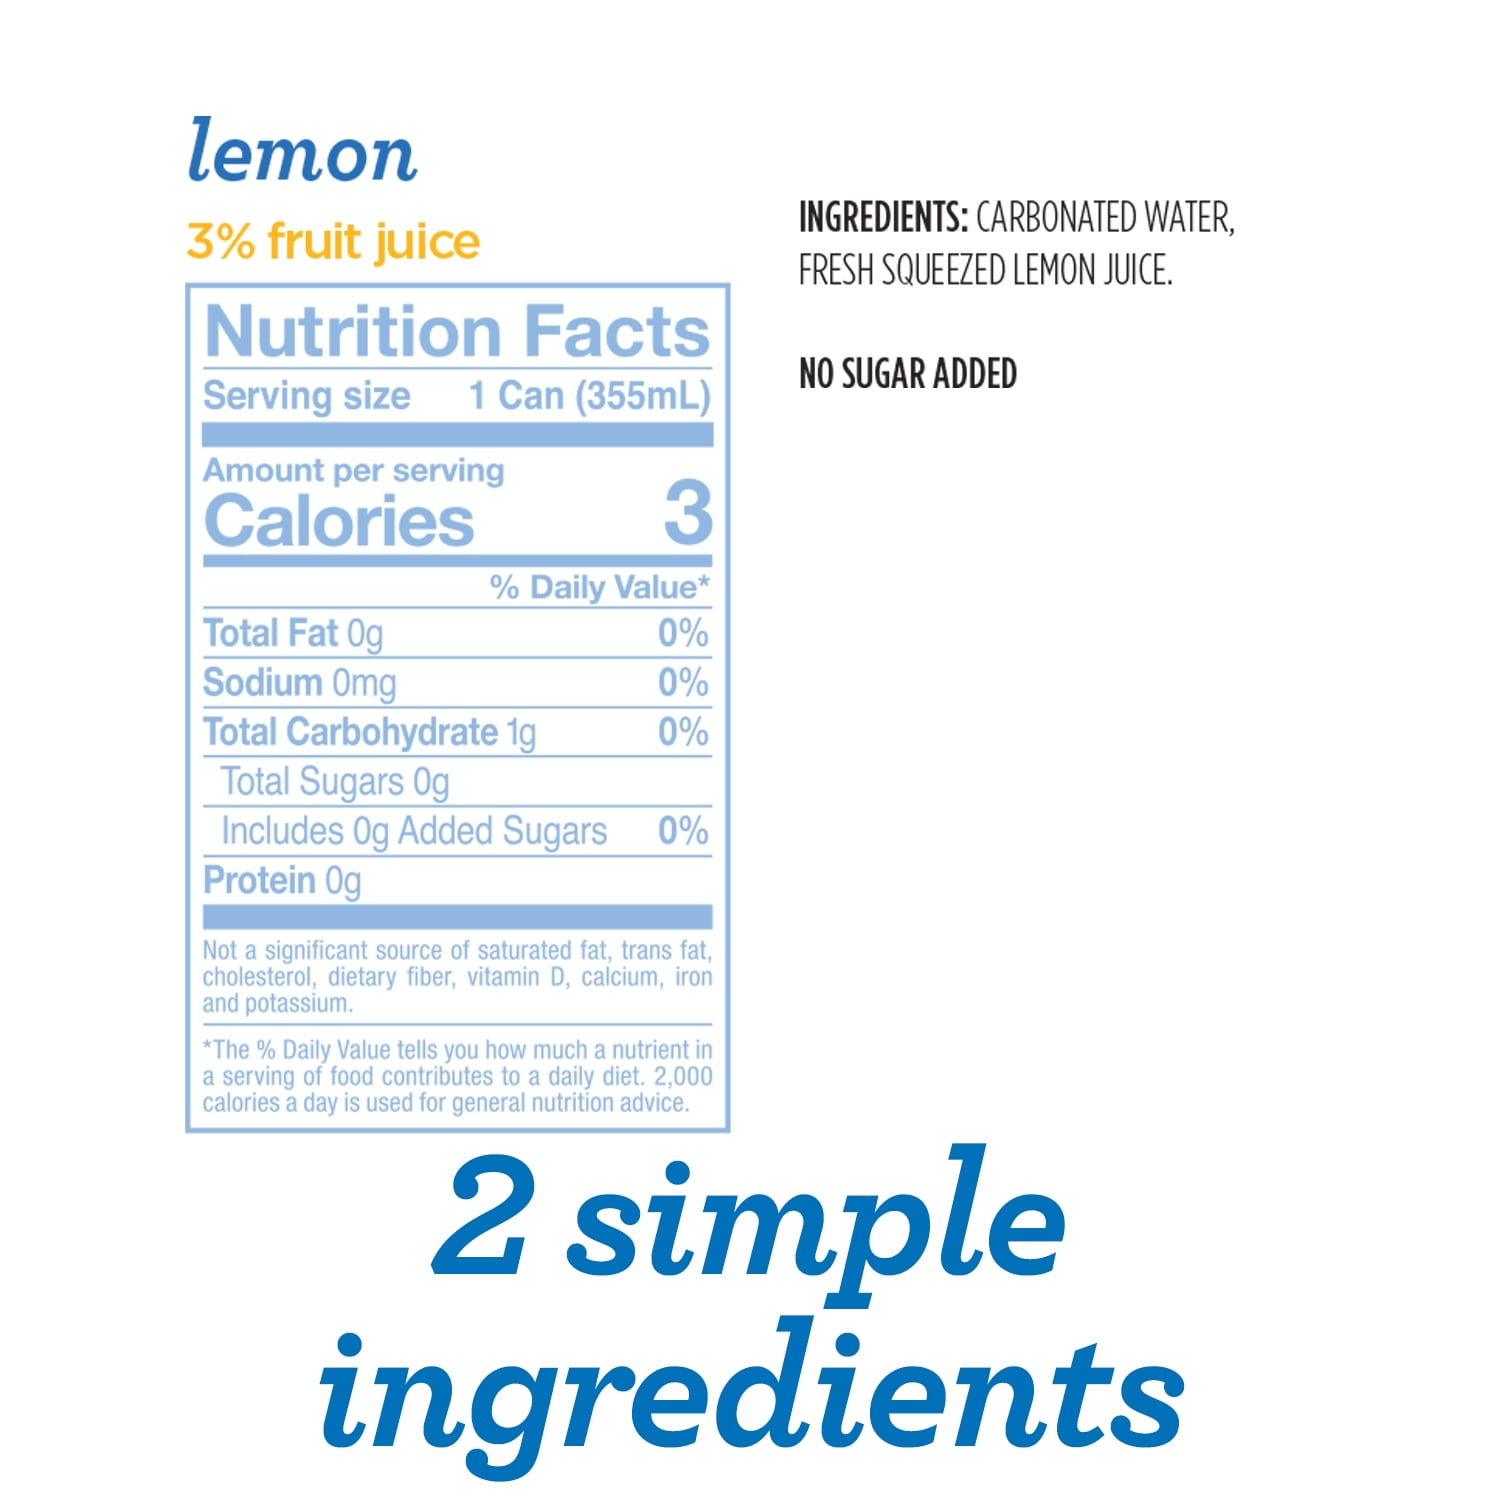 lemon
3% fruit juice
Nutrition Facts
Serving size 1 Can (355mL)
Amount per serving
Calories 3
% Daily Value*
Total Fat 0g 0%
Sodium 0mg 0%
Total Carbohydrate 1g 0%
Total Sugars 0g
Includes 0g Added Sugars 0%
Protein 0g
Not a significant source of saturated fat, trans fat,
cholesterol, dietary fiber, vitamin D, calcium, iron
and potassium.
*The % Daily Value tells you how much a nutrient in
a serving of food contributes to a daily diet. 2,000
calories a day is used for general nutrition advice.
INGREDIENTS: CARBONATED WATER,
FRESH SQUEEZED LEMON JUICE.
NO SUGAR ADDED
2 simple
ingredients